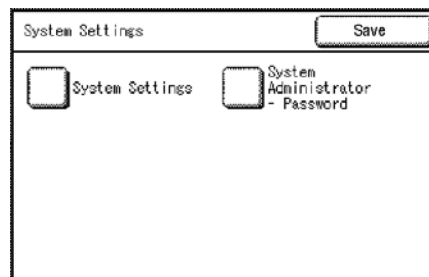 System Settings
Save
System Settings
System
Administrator
- Password